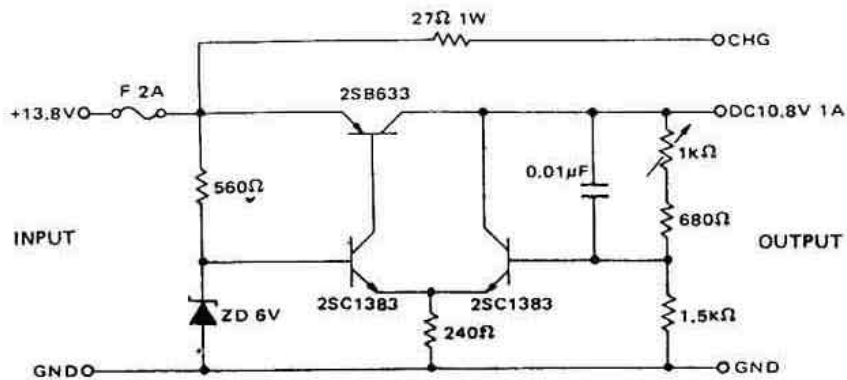 27Ω 1W
CHG
F 2A
2SB633
+13.8V
DC10.8V 1A
1kΩ
0.01µF
560Ω
680Ω
INPUT
OUTPUT
2SC1383
2SC1383
ZD 6V
240Ω
1.5kΩ
GND
GND